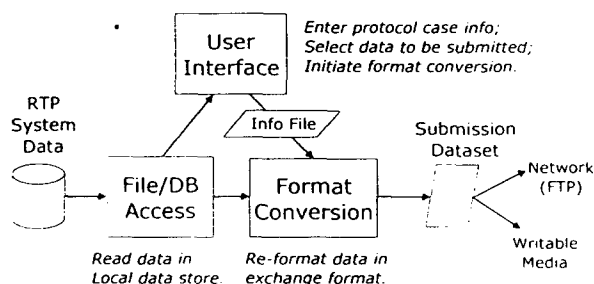 User
Interface
Enter protocol case info;
Select data to be submitted;
Initiate format conversion.
RTP
System
Data
Info File
Submission
Dataset
File/DB
Access
Format
Conversion
Network
(FTP)
Writable
Media
Read data in
Local data store.
Re-format data in
exchange format.